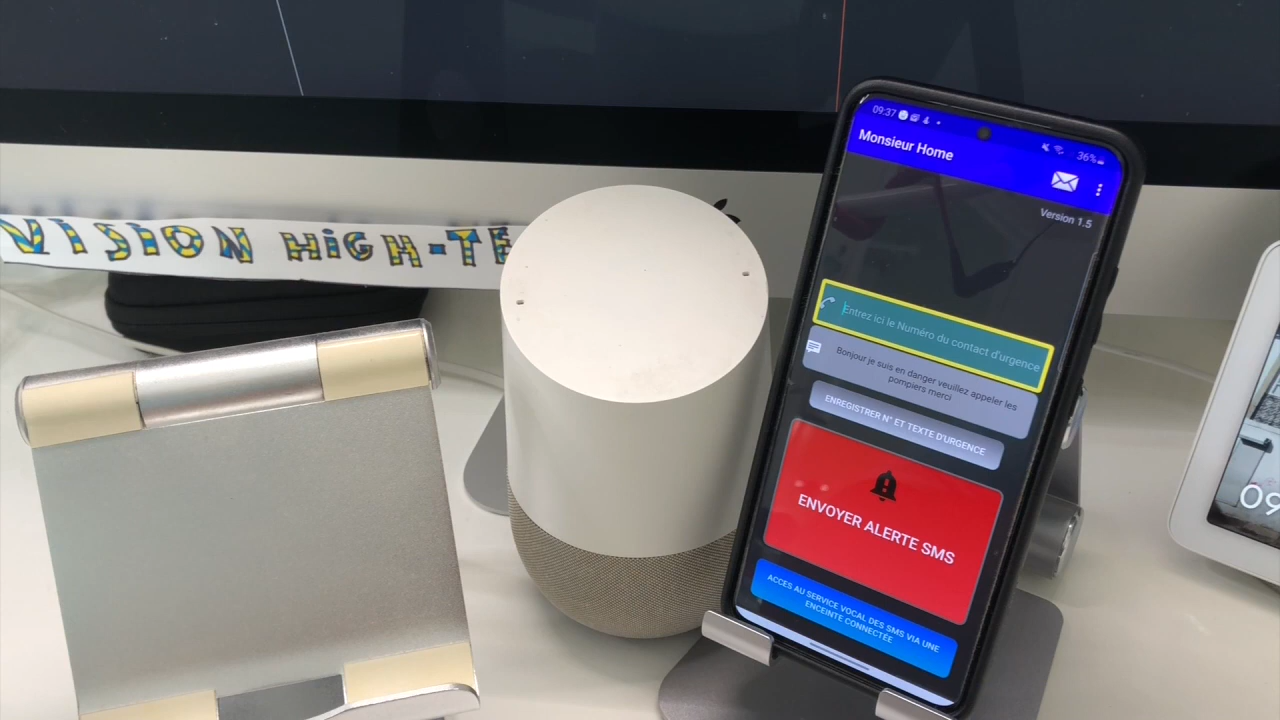 09:37
36%
Monsieur Home
Version 1.5
VISION HIGH-TE
Entrez ici le Numéro du contact d'urgence
Bonjour je suis en danger veuillez appeler les
pompiers merci
ENREGISTRER N° ET TEXTE D'URGENCE
ENVOYER ALERTE SMS
ACCES AU SERVICE VOCAL DES SMS VIA UNE
ENCEINTE CONNECTÉE
09